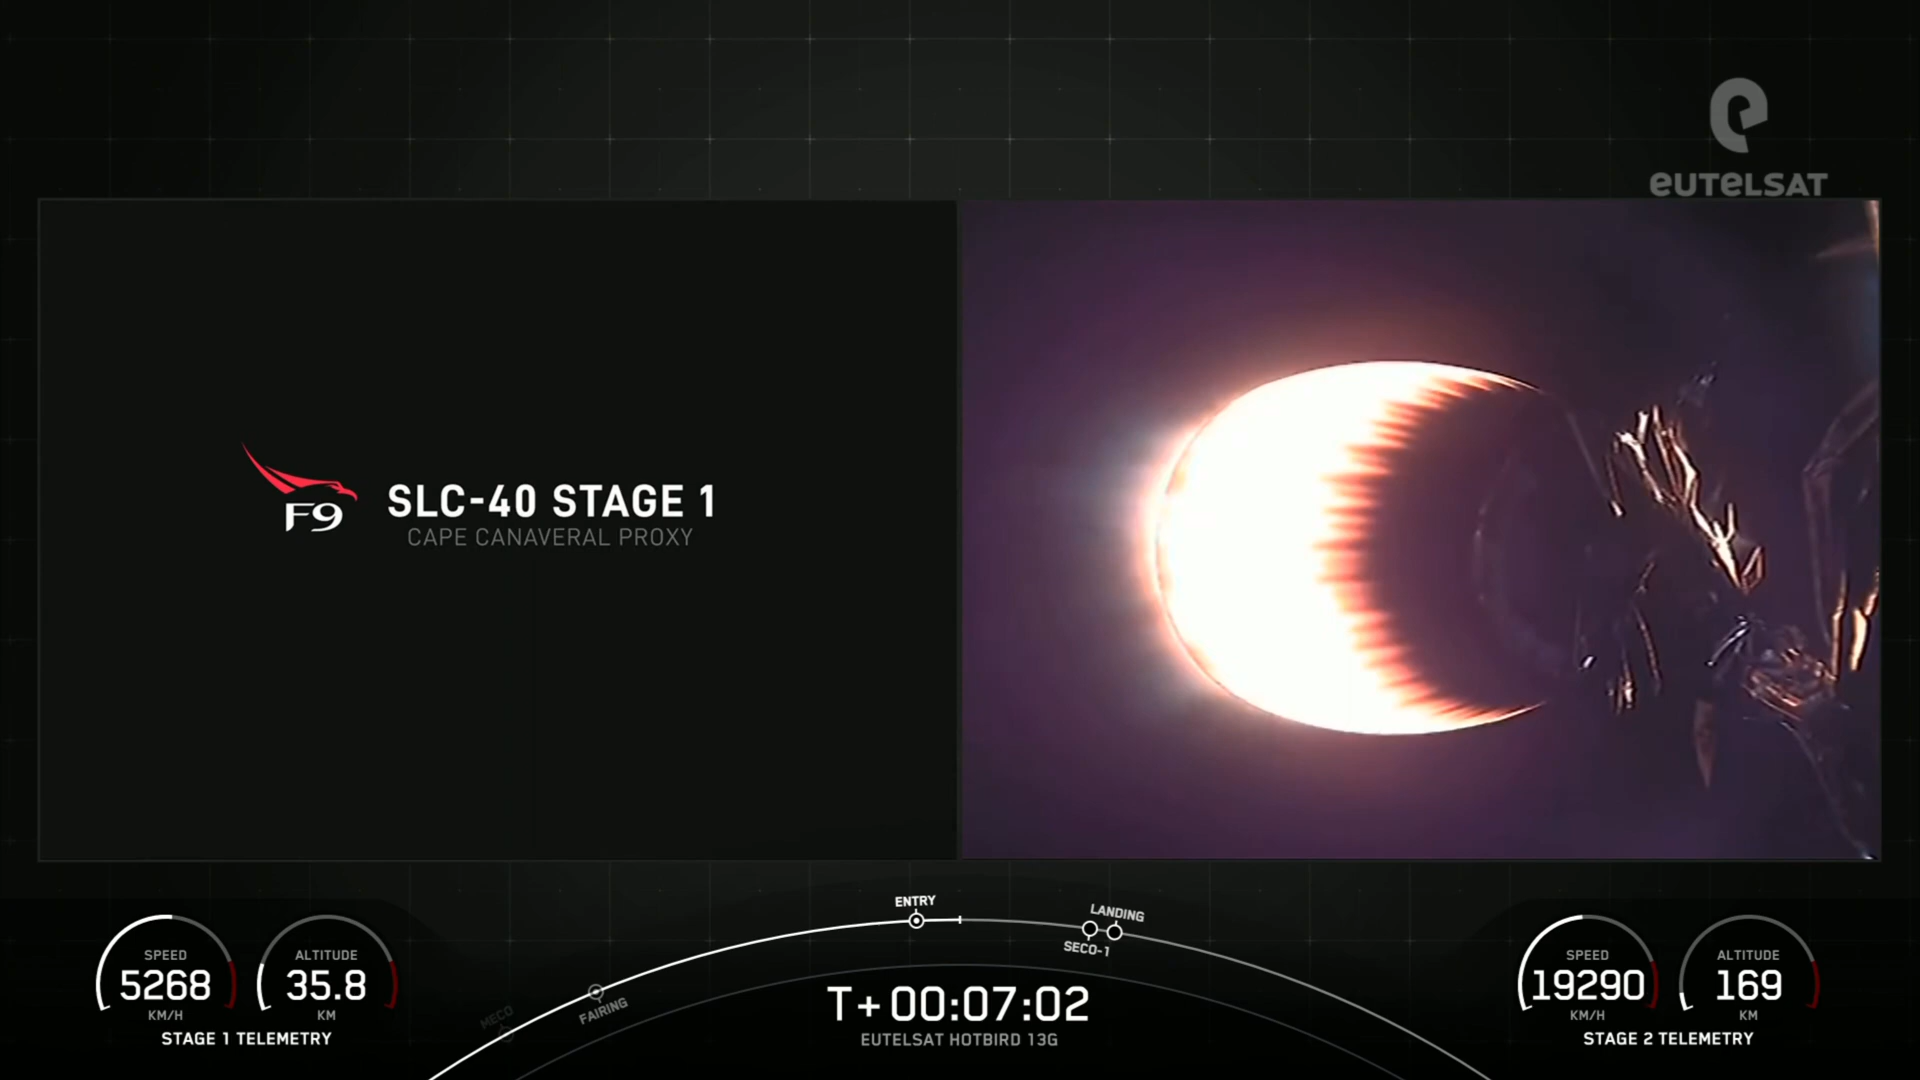 eutelsat
F9
SLC-40 STAGE 1
CAPE CANAVERAL PROXY
ENTRY
LANDING
SECO-1
MECO
FAIRING
SPEED
5268
KM/H
ALTITUDE
35.8
KM
STAGE 1 TELEMETRY
T+00:07:02
EUTELSAT HOTBIRD 13G
SPEED
19290
KM/H
ALTITUDE
169
KM
STAGE 2 TELEMETRY